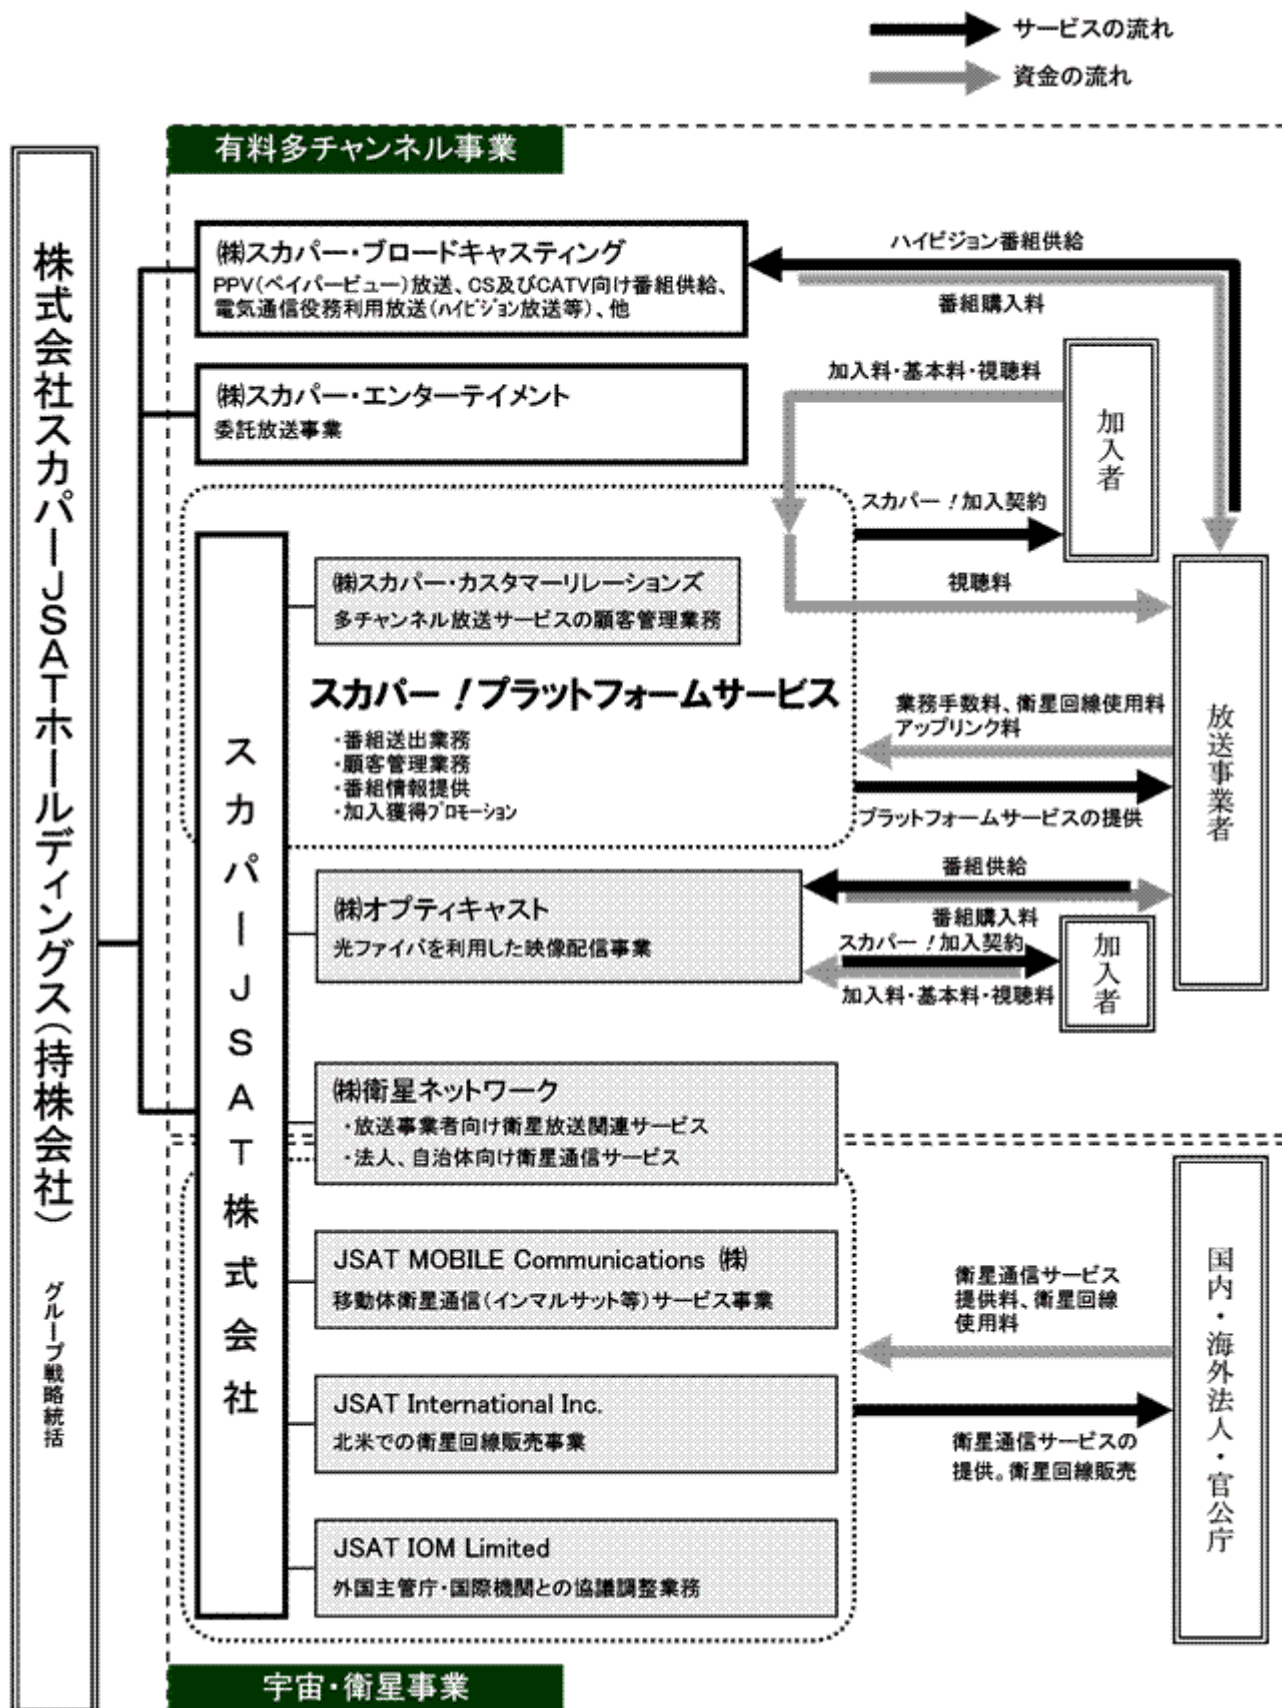 サービスの流れ
資金の流れ
有料多チャンネル事業
株式会社スカパーJSATホールディングス(持株会社)
グループ戦略統括
㈱スカパー・ブロードキャスティング
PPV(ペイパービュー)放送、CS及びCATV向け番組供給、
電気通信役務利用放送(ハイビジョン放送等)、他
ハイビジョン番組供給
番組購入料
㈱スカパー・エンターテイメント
委託放送事業
加入料・基本料・視聴料
加入者
スカパー!加入契約
視聴料
スカパーJSAT株式会社
㈱スカパー・カスタマーリレーションズ
多チャンネル放送サービスの顧客管理業務
スカパー!プラットフォームサービス
・番組送出業務
・顧客管理業務
・番組情報提供
・加入獲得プロモーション
業務手数料、衛星回線使用料
アップリンク料
プラットフォームサービスの提供
放送事業者
㈱オプティキャスト
光ファイバを利用した映像配信事業
番組供給
番組購入料
スカパー!加入契約
加入料・基本料・視聴料
加入者
㈱衛星ネットワーク
・放送事業者向け衛星放送関連サービス
・法人、自治体向け衛星通信サービス
JSAT MOBILE Communications ㈱
移動体衛星通信(インマルサット等)サービス事業
JSAT International Inc.
北米での衛星回線販売事業
JSAT IOM Limited
外国主管庁・国際機関との協議調整業務
衛星通信サービス
提供料、衛星回線
使用料
衛星通信サービスの
提供。衛星回線販売
国内・海外法人・官公庁
宇宙・衛星事業